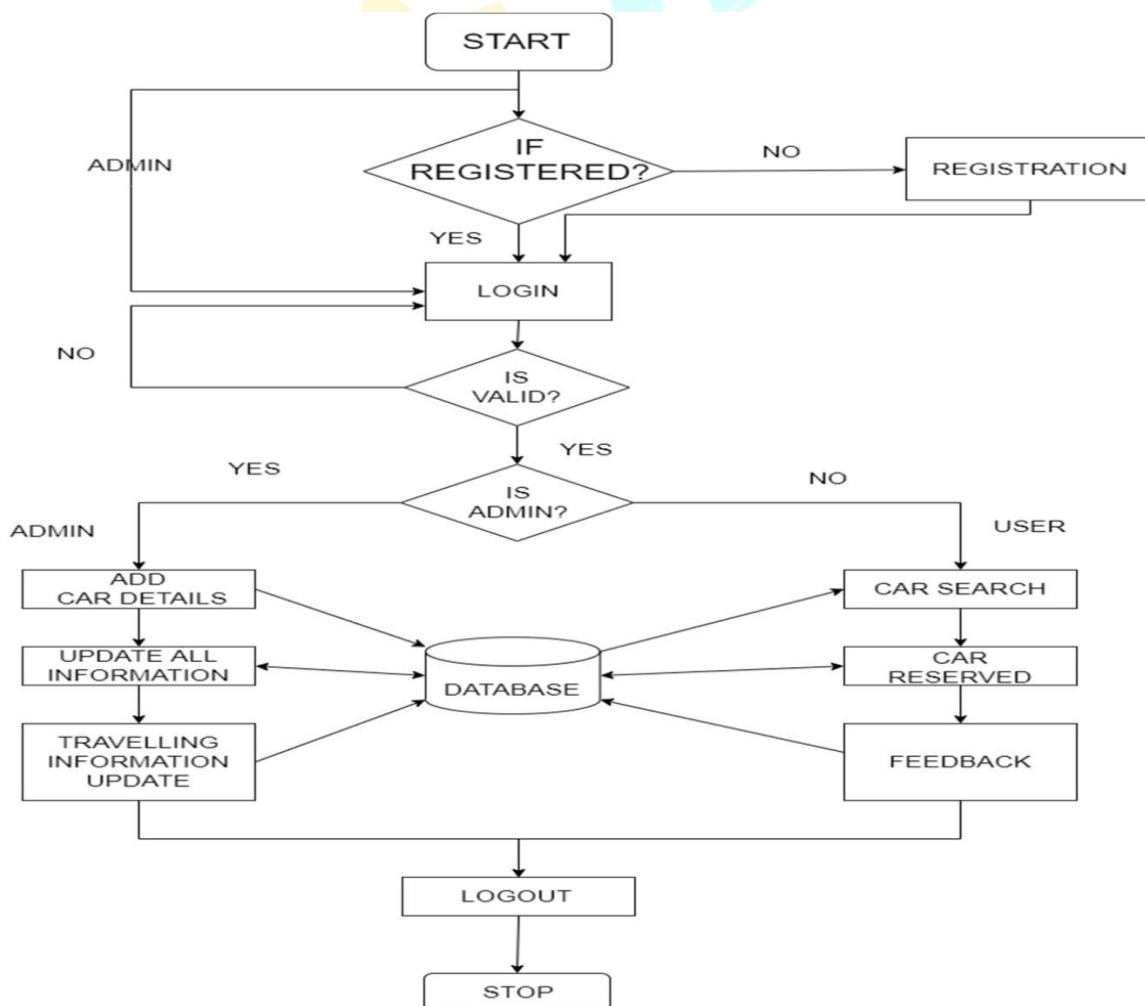 START
IF
REGISTERED?
NO
REGISTRATION
ADMIN
YES
LOGIN
NO
IS
VALID?
YES
YES
IS
ADMIN?
NO
ADMIN
USER
ADD
CAR DETAILS
CAR SEARCH
UPDATE ALL
INFORMATION
DATABASE
CAR
RESERVED
TRAVELLING
INFORMATION
UPDATE
FEEDBACK
LOGOUT
STOP